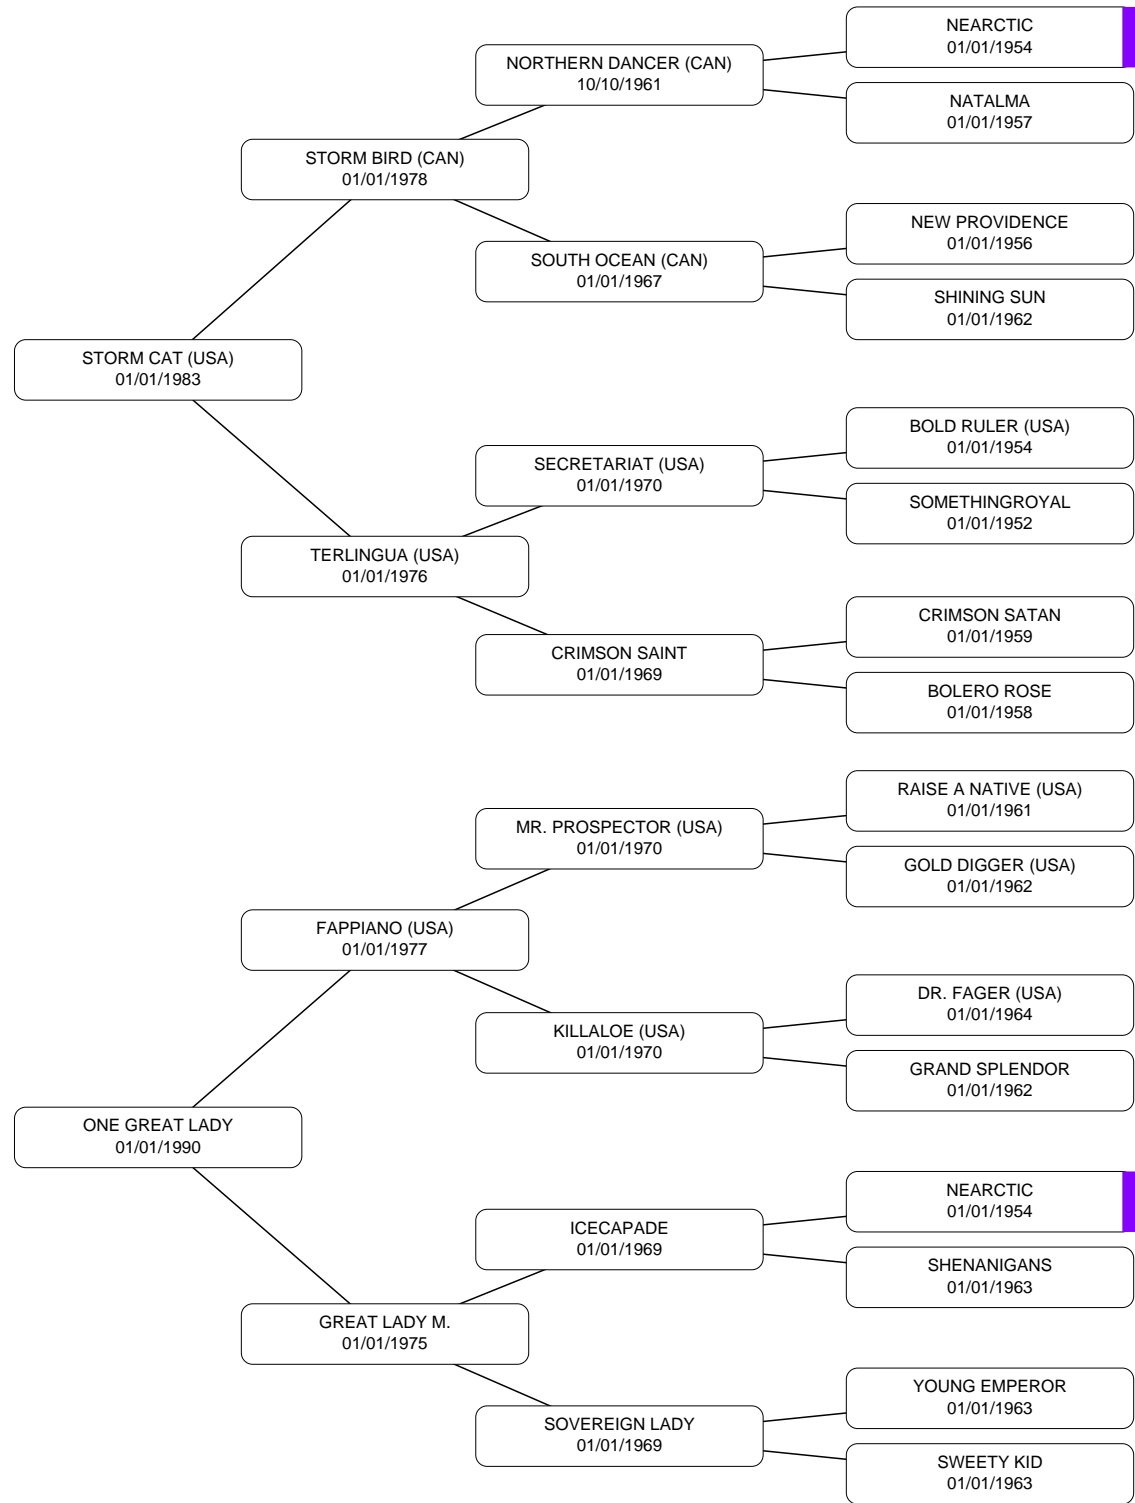 NEARCTIC
01/01/1954
NORTHERN DANCER (CAN)
10/10/1961
NATALMA
01/01/1957
STORM BIRD (CAN)
01/01/1978
NEW PROVIDENCE
01/01/1956
SOUTH OCEAN (CAN)
01/01/1967
SHINING SUN
01/01/1962
STORM CAT (USA)
01/01/1983
BOLD RULER (USA)
01/01/1954
SECRETARIAT (USA)
01/01/1970
SOMETHINGROYAL
01/01/1952
TERLINGUA (USA)
01/01/1976
CRIMSON SATAN
01/01/1959
CRIMSON SAINT
01/01/1969
BOLERO ROSE
01/01/1958
RAISE A NATIVE (USA)
01/01/1961
MR. PROSPECTOR (USA)
01/01/1970
GOLD DIGGER (USA)
01/01/1962
FAPPIANO (USA)
01/01/1977
DR. FAGER (USA)
01/01/1964
KILLALOE (USA)
01/01/1970
GRAND SPLENDOR
01/01/1962
ONE GREAT LADY
01/01/1990
NEARCTIC
01/01/1954
ICECAPADE
01/01/1969
SHENANIGANS
01/01/1963
GREAT LADY M.
01/01/1975
YOUNG EMPEROR
01/01/1963
SOVEREIGN LADY
01/01/1969
SWEETY KID
01/01/1963